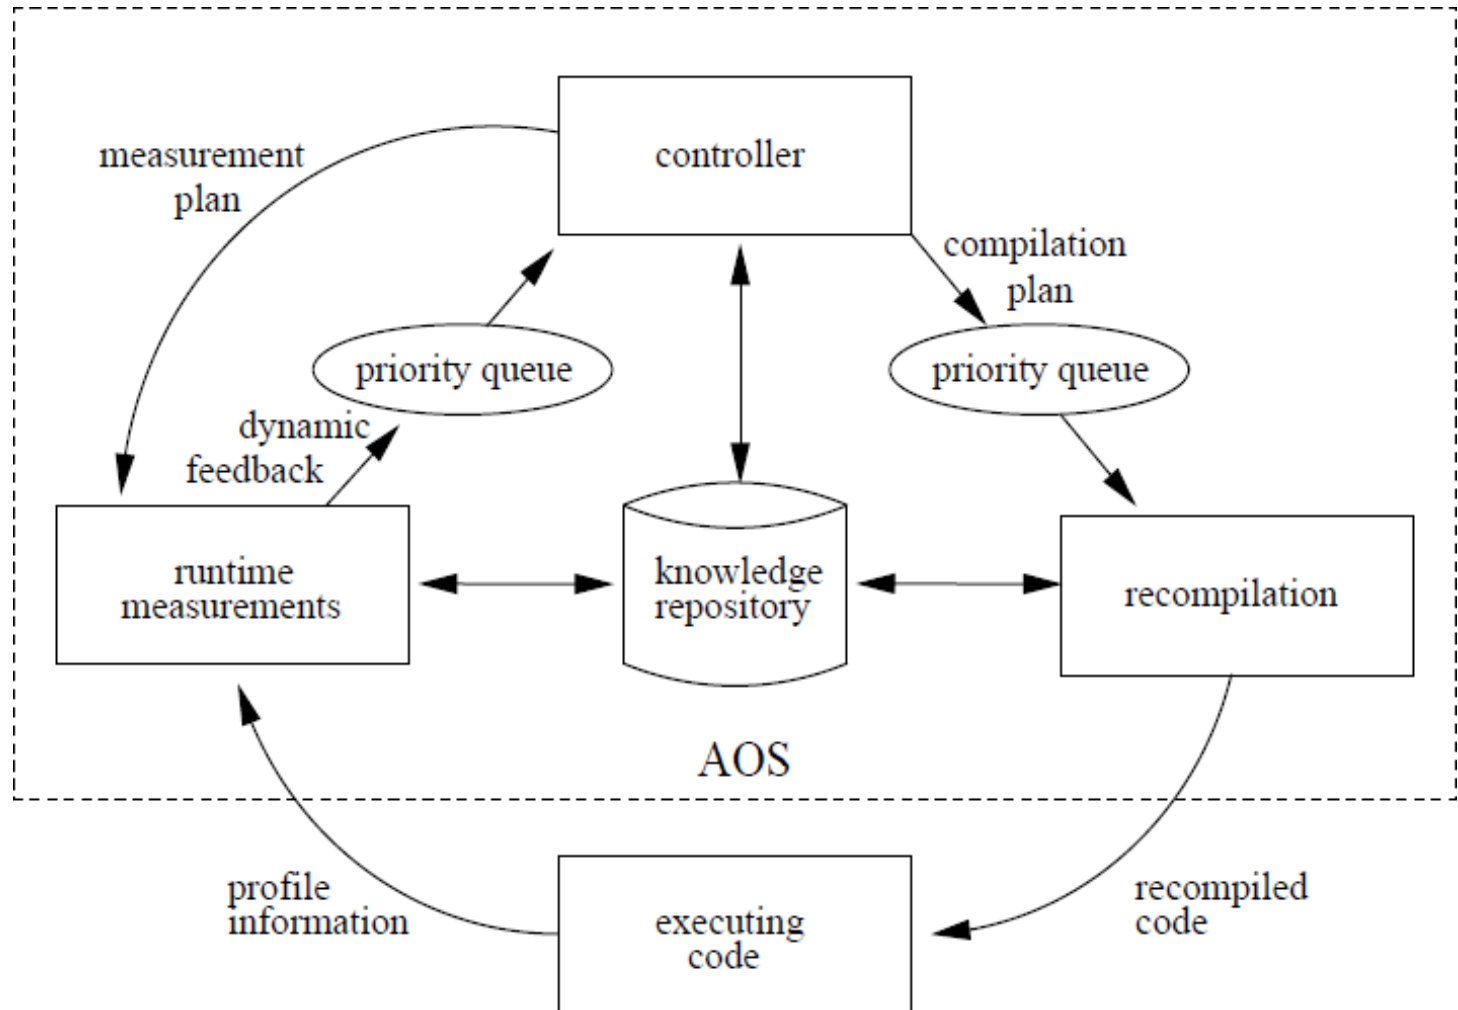 controller
measurement
plan
compilation
plan
priority queue
priority queue
dynamic
feedback
runtime
measurements
knowledge
repository
recompilation
AOS
profile
information
executing
code
recompiled
code